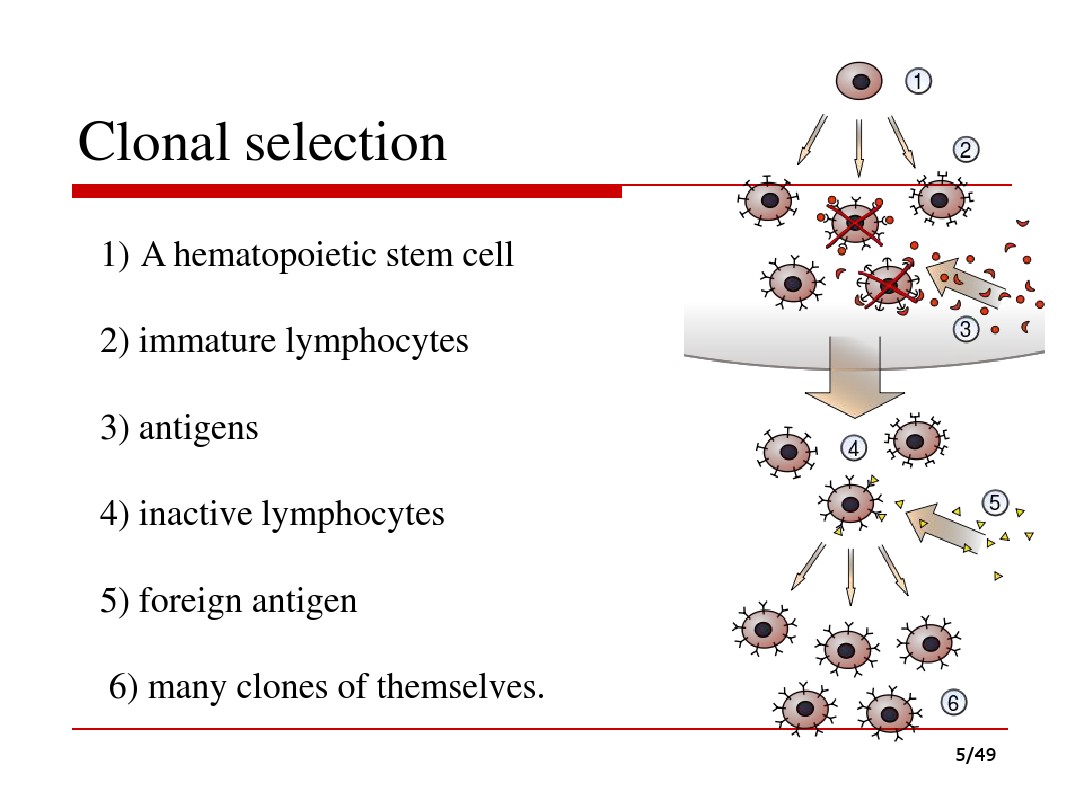 Clonal selection
1) A hematopoietic stem cell
2) immature lymphocytes
3) antigens
4) inactive lymphocytes
5) foreign antigen
6) many clones of themselves.
1
2
3
4
5
6
5/49